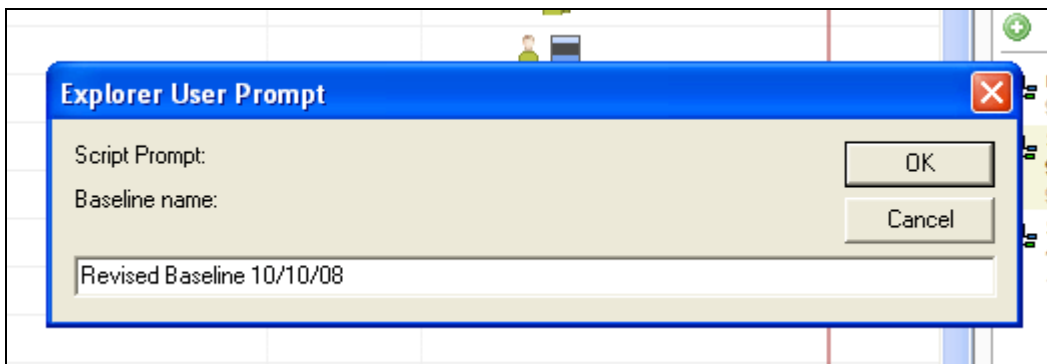 Explorer User Prompt
Script Prompt:
OK
Baseline name:
Cancel
Revised Baseline 10/10/08